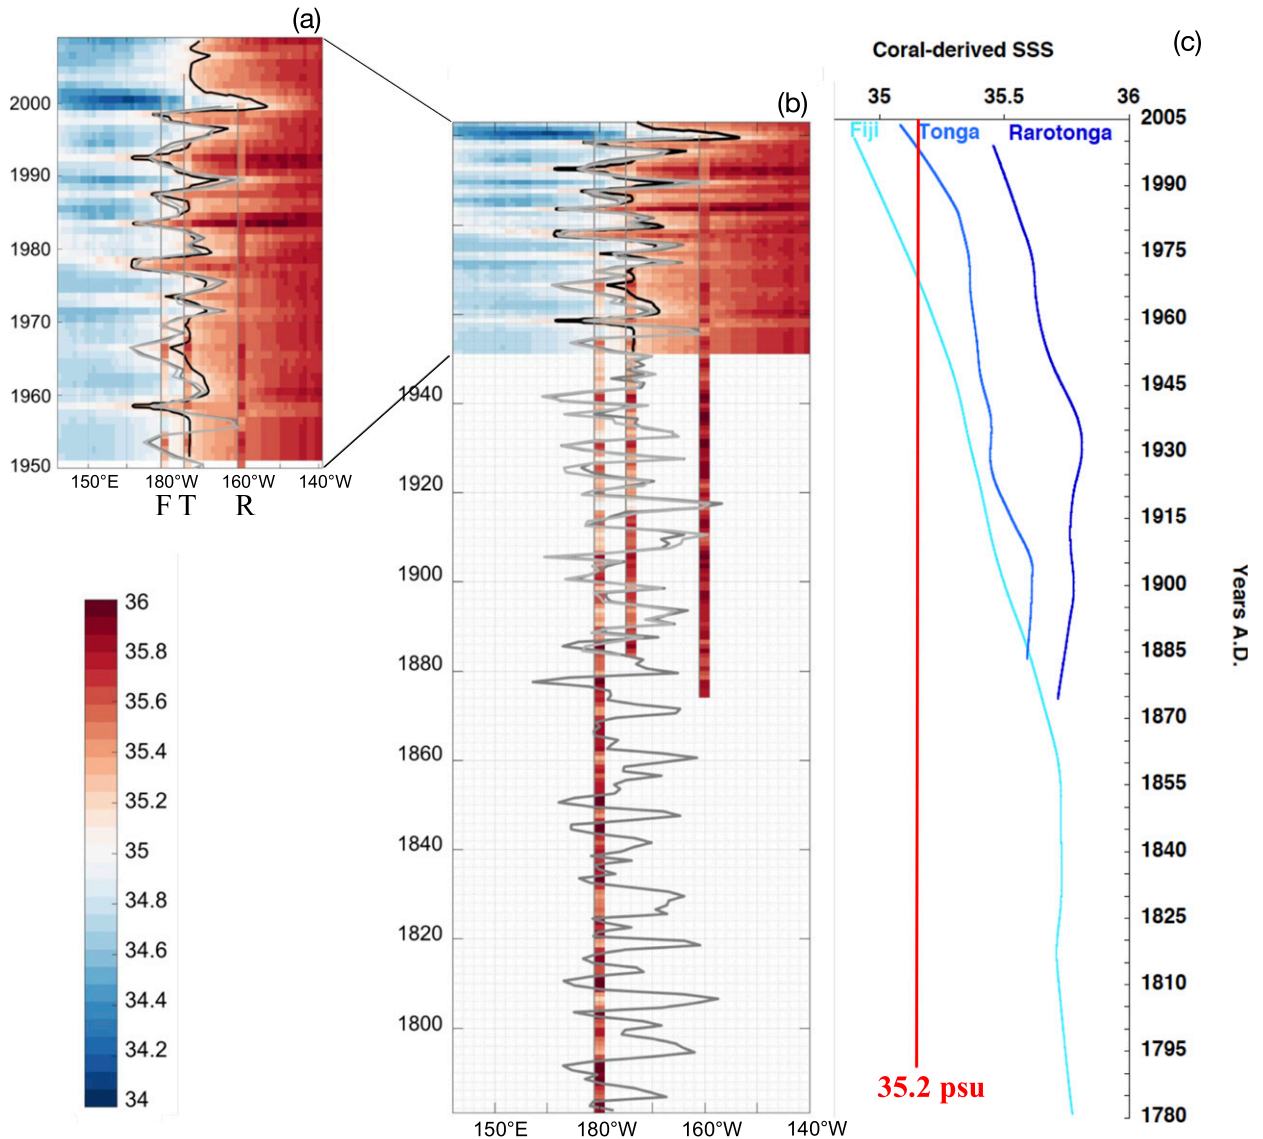 (a)
2000
1990
1980
1970
1960
1950
150°E
180°W
160°W
140°W
F T
R
36
35.8
35.6
35.4
35.2
35
34.8
34.6
34.4
34.2
34
(b)
1940
1920
1900
1880
1860
1840
1820
1800
150°E
180°W
160°W
140°W
(c)
Coral-derived SSS
35
35.5
36
Fiji
Tonga
Rarotonga
2005
1990
1975
1960
1945
1930
1915
1900
1885
1870
1855
1840
1825
1810
1795
1780
Years A.D.
35.2 psu